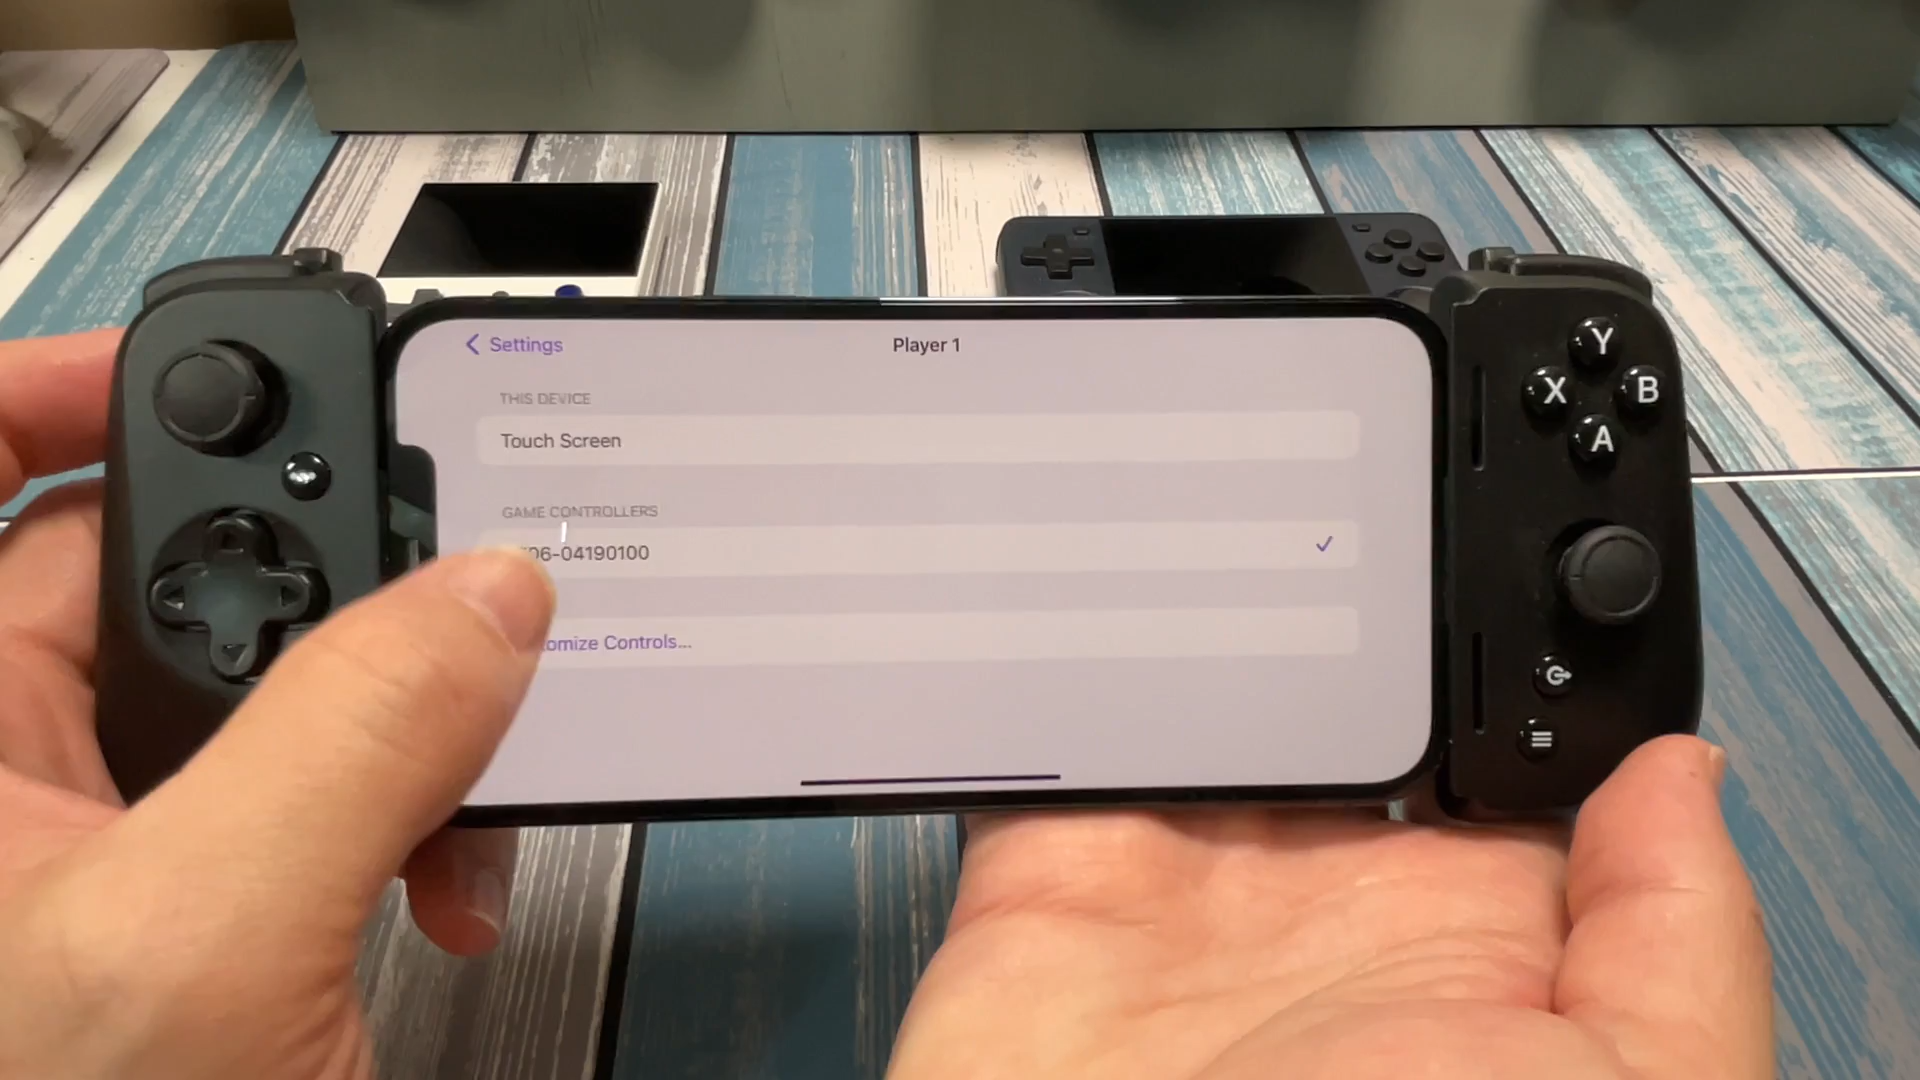 Settings
Player 1
THIS DEVICE
Touch Screen
GAME CONTROLLERS
06-04190100
omize Controls...
Y
X
B
A